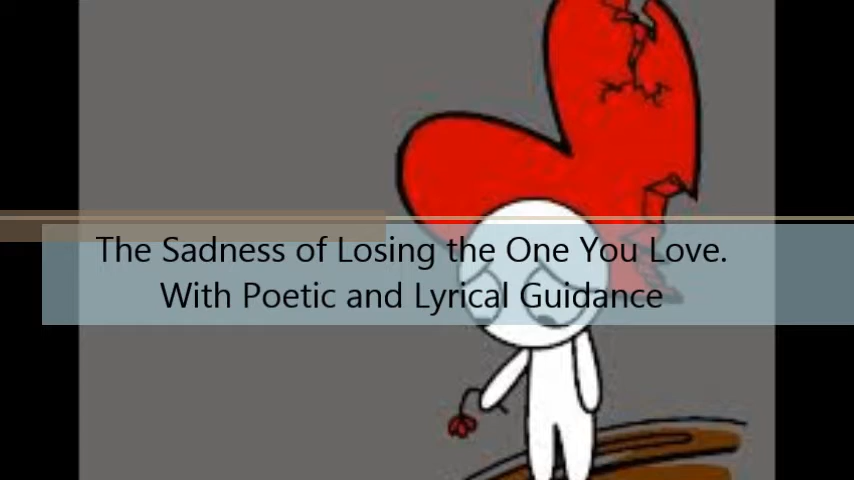 The Sadness of Losing the One You Love.
With Poetic and Lyrical Guidance